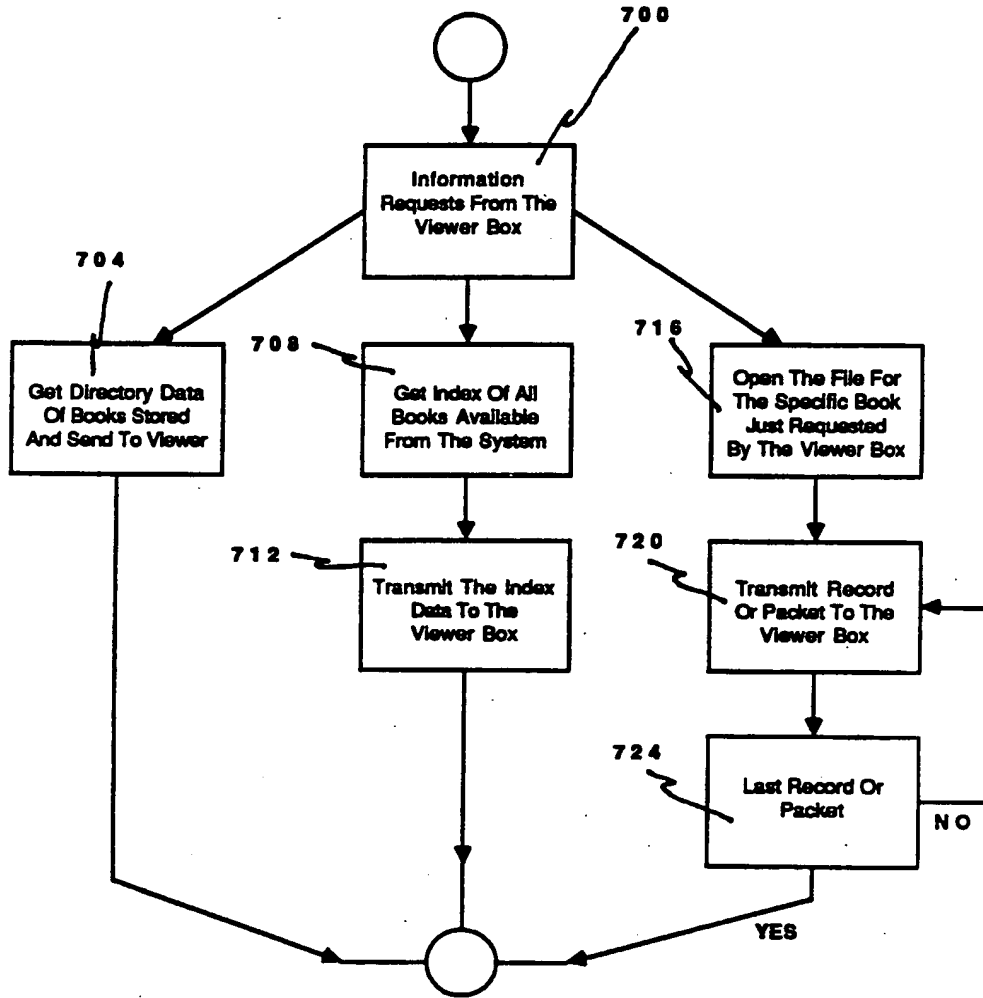 700
Information
Requests From The
Viewer Box
704
Get Directory Data
Of Books Stored
And Send To Viewer
708
Get Index Of All
Books Available
From The System
716
Open The File For
The Specific Book
Just Requested
By The Viewer Box
712
Transmit The Index
Data To The
Viewer Box
720
Transmit Record
Or Packet To The
Viewer Box
724
Last Record Or
Packet
NO
YES